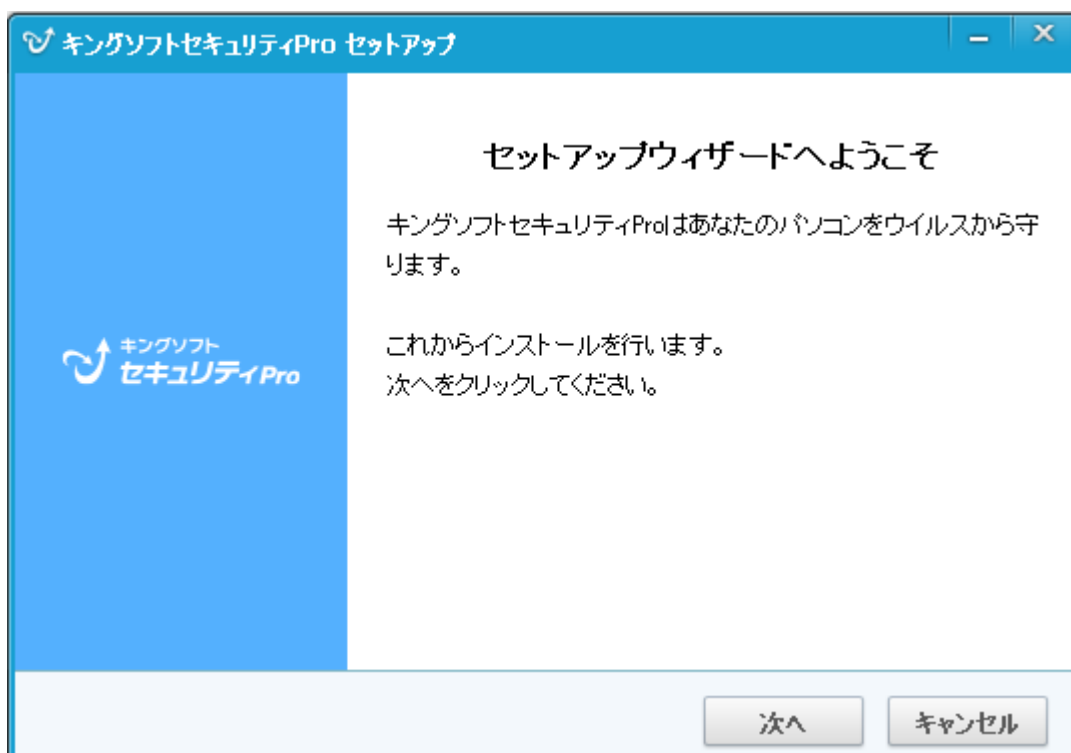 キングソフトセキュリティPro セットアップ
セットアップウィザードへようこそ
キングソフトセキュリティProはあなたのパソコンをウイルスから守
ります。
これからインストールを行います。
次へをクリックしてください。
キングソフト
セキュリティPro
次へ
キャンセル